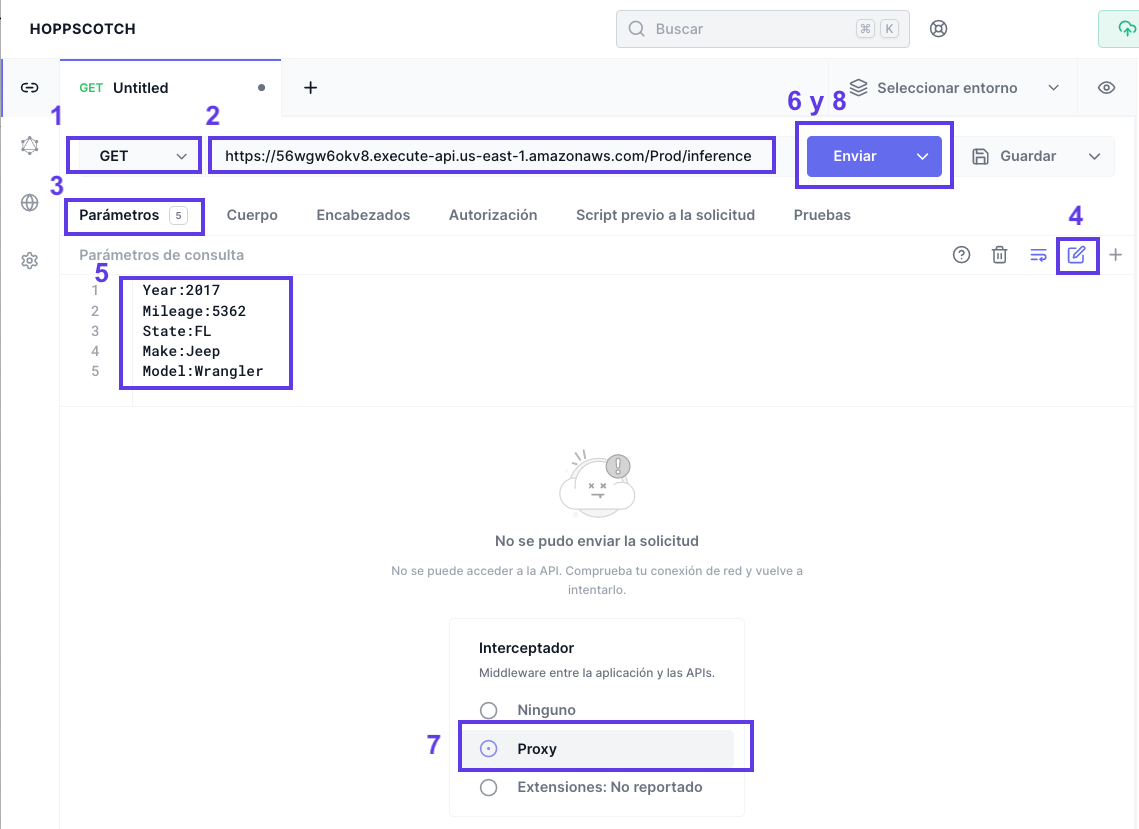 HOPPSCOTCH
Buscar
⌘ K
GET Untitled
Seleccionar entorno
1
2
6 y 8
GET
https://56wgw6okv8.execute-api.us-east-1.amazonaws.com/Prod/inference
Enviar
Guardar
3
4
Parámetros 5 Cuerpo Encabezados Autorización Script previo a la solicitud Pruebas
Parámetros de consulta
5
1 Year:2017
2 Mileage:5362
3 State:FL
4 Make:Jeep
5 Model:Wrangler
No se pudo enviar la solicitud
No se puede acceder a la API. Comprueba tu conexión de red y vuelve a
intentarlo.
Interceptador
Middleware entre la aplicación y las APIs.
Ninguno
7
Proxy
Extensiones: No reportado